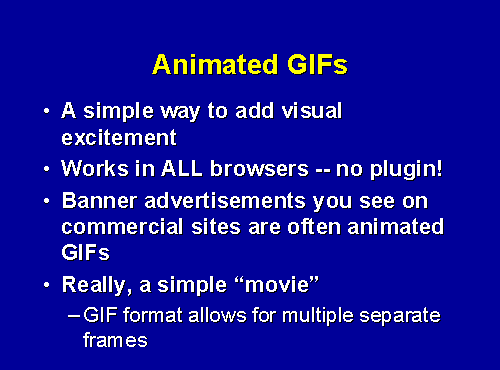 Animated GIFs
• A simple way to add visual
excitement
• Works in ALL browsers -- no plugin!
• Banner advertisements you see on
commercial sites are often animated
GIFs
• Really, a simple “movie”
– GIF format allows for multiple separate
frames